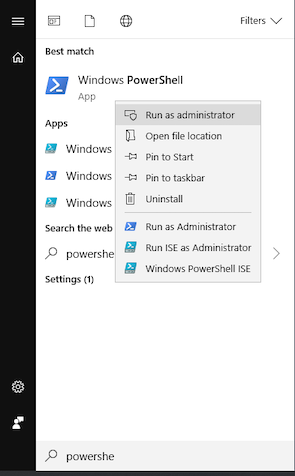 Filters
Best match
Windows PowerShell
App
Run as administrator
Open file location
Pin to Start
Pin to taskbar
Uninstall
Run as Administrator
Run ISE as Administrator
Windows PowerShell ISE
Apps
Windows
Windows
Windows
Search the web
powershe
Settings (1)
powershe